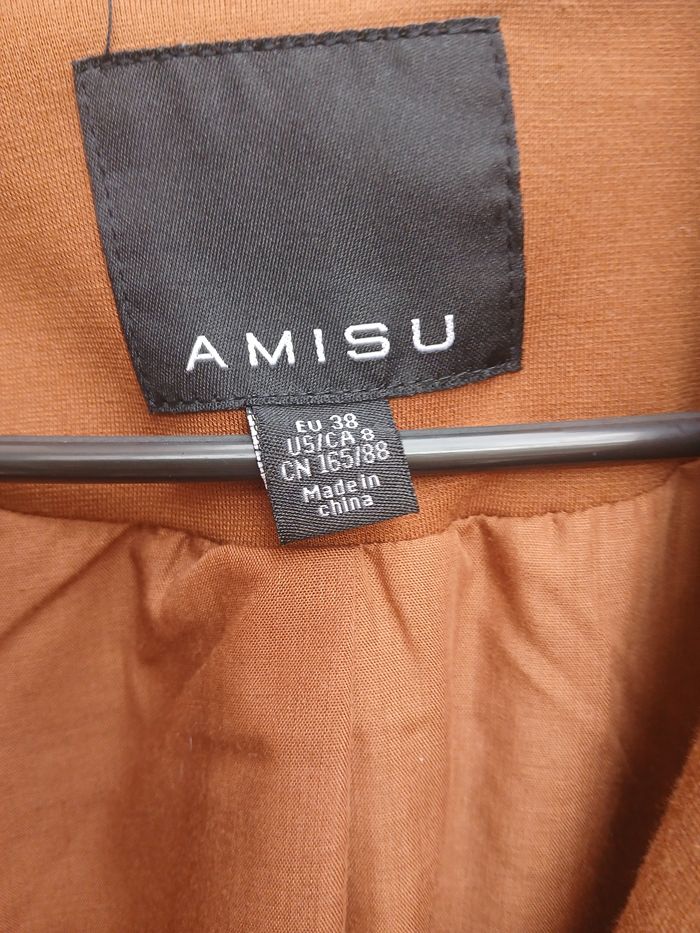 AMISU
EU 38
US/CA 8
CN 165/88
Made in
china